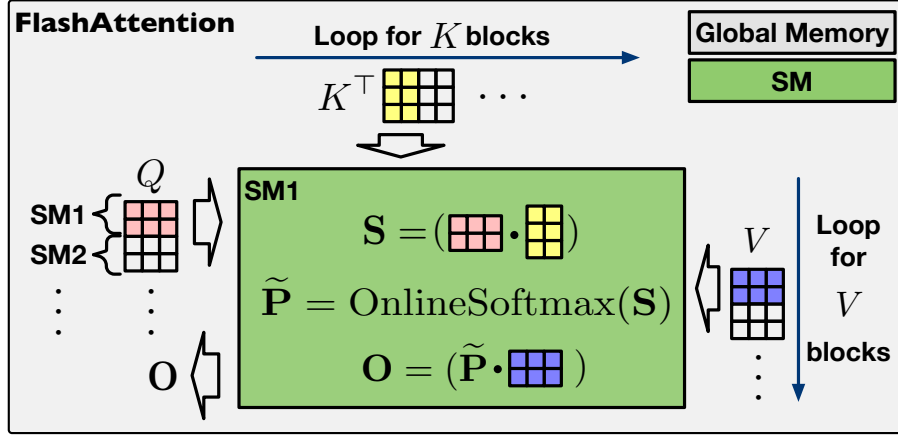 FlashAttention
Loop for K blocks
Global Memory
SM
K⊤ · · ·
Q
SM1
SM2
SM1
S = ( · )
P̃ = OnlineSoftmax(S)
O = (P̃ · )
O
V
Loop
for
V
blocks